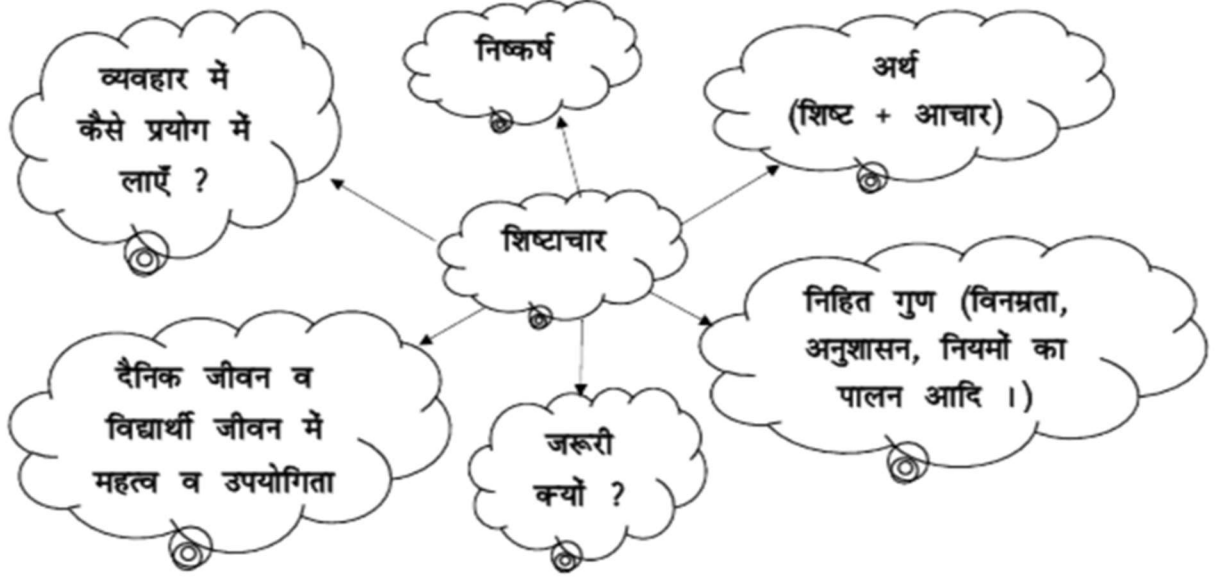 व्यवहार में
कैसे प्रयोग में
लाएँ ?
निष्कर्ष
अर्थ
(शिष्ट + आचार)
शिष्टाचार
निहित गुण (विनम्रता,
अनुशासन, नियमों का
पालन आदि ।)
दैनिक जीवन व
विद्यार्थी जीवन में
महत्व व उपयोगिता
जरूरी
क्यों ?